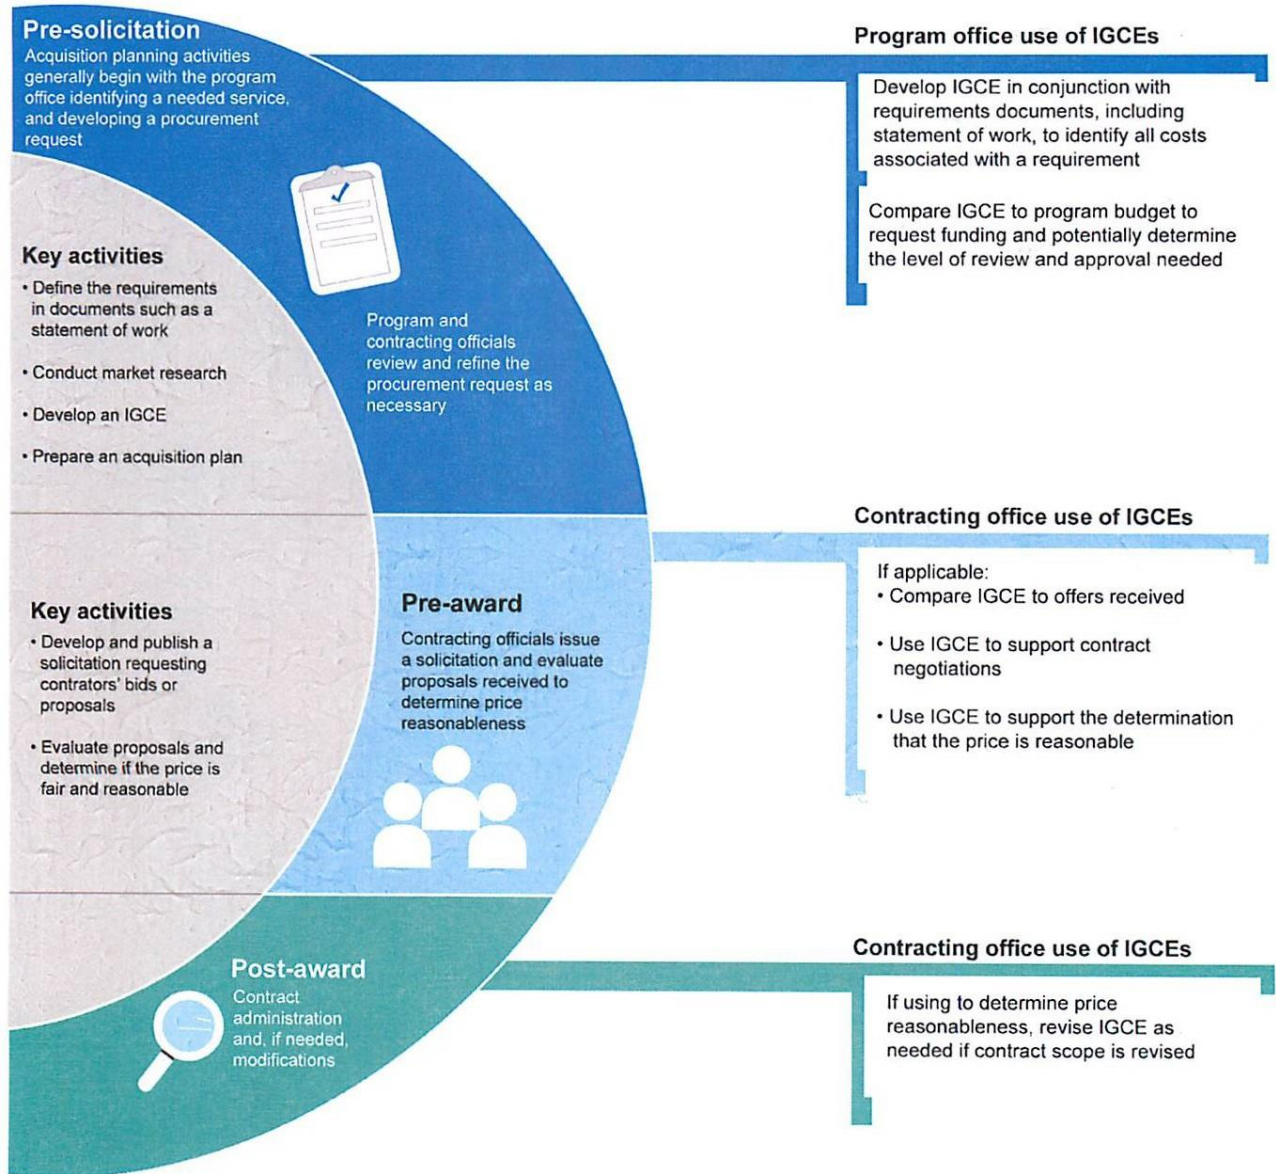 Pre-solicitation
Acquisition planning activities
generally begin with the program
office identifying a needed service,
and developing a procurement
request
Program and
contracting officials
review and refine the
procurement request as
necessary
Key activities
• Define the requirements
in documents such as a
statement of work
• Conduct market research
• Develop an IGCE
• Prepare an acquisition plan
Program office use of IGCEs
Develop IGCE in conjunction with
requirements documents, including
statement of work, to identify all costs
associated with a requirement
Compare IGCE to program budget to
request funding and potentially determine
the level of review and approval needed
Key activities
• Develop and publish a
solicitation requesting
contrators' bids or
proposals
• Evaluate proposals and
determine if the price is
fair and reasonable
Pre-award
Contracting officials issue
a solicitation and evaluate
proposals received to
determine price
reasonableness
Contracting office use of IGCEs
If applicable:
• Compare IGCE to offers received
• Use IGCE to support contract
negotiations
• Use IGCE to support the determination
that the price is reasonable
Post-award
Contract
administration
and, if needed,
modifications
Contracting office use of IGCEs
If using to determine price
reasonableness, revise IGCE as
needed if contract scope is revised